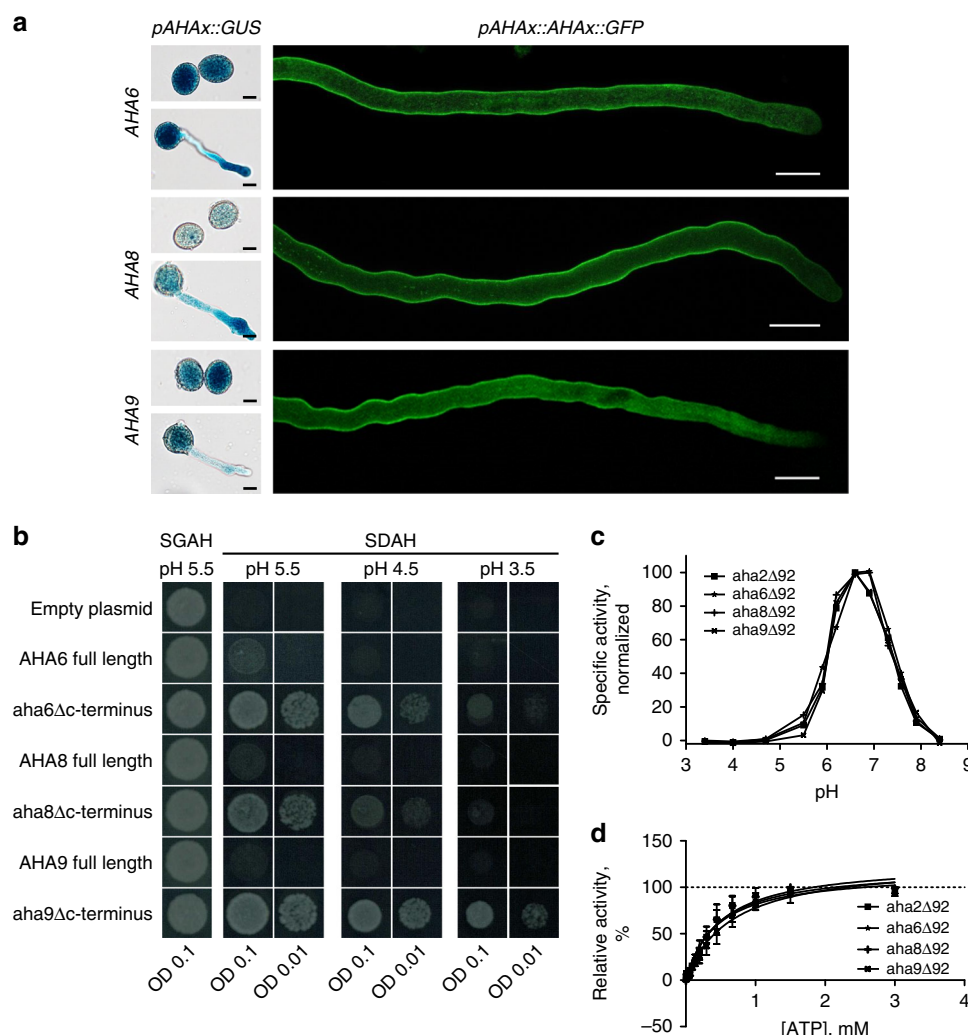 a
pAHAx::GUS
pAHAx::AHAx::GFP
AHA6
AHA8
AHA9
b
SGAH
SDAH
pH 5.5
pH 5.5
pH 4.5
pH 3.5
Empty plasmid
AHA6 full length
aha6Δc-terminus
AHA8 full length
aha8Δc-terminus
AHA9 full length
aha9Δc-terminus
OD 0.1
OD 0.1
OD 0.01
OD 0.1
OD 0.01
OD 0.1
OD 0.01
c
Specific activity,
normalized
100
80
60
40
20
0
aha2Δ92
aha6Δ92
aha8Δ92
aha9Δ92
3 4 5 6 7 8 9
pH
d
Relative activity,
%
150
100
50
0
−50
aha2Δ92
aha6Δ92
aha8Δ92
aha9Δ92
1 2 3 4
[ATP], mM